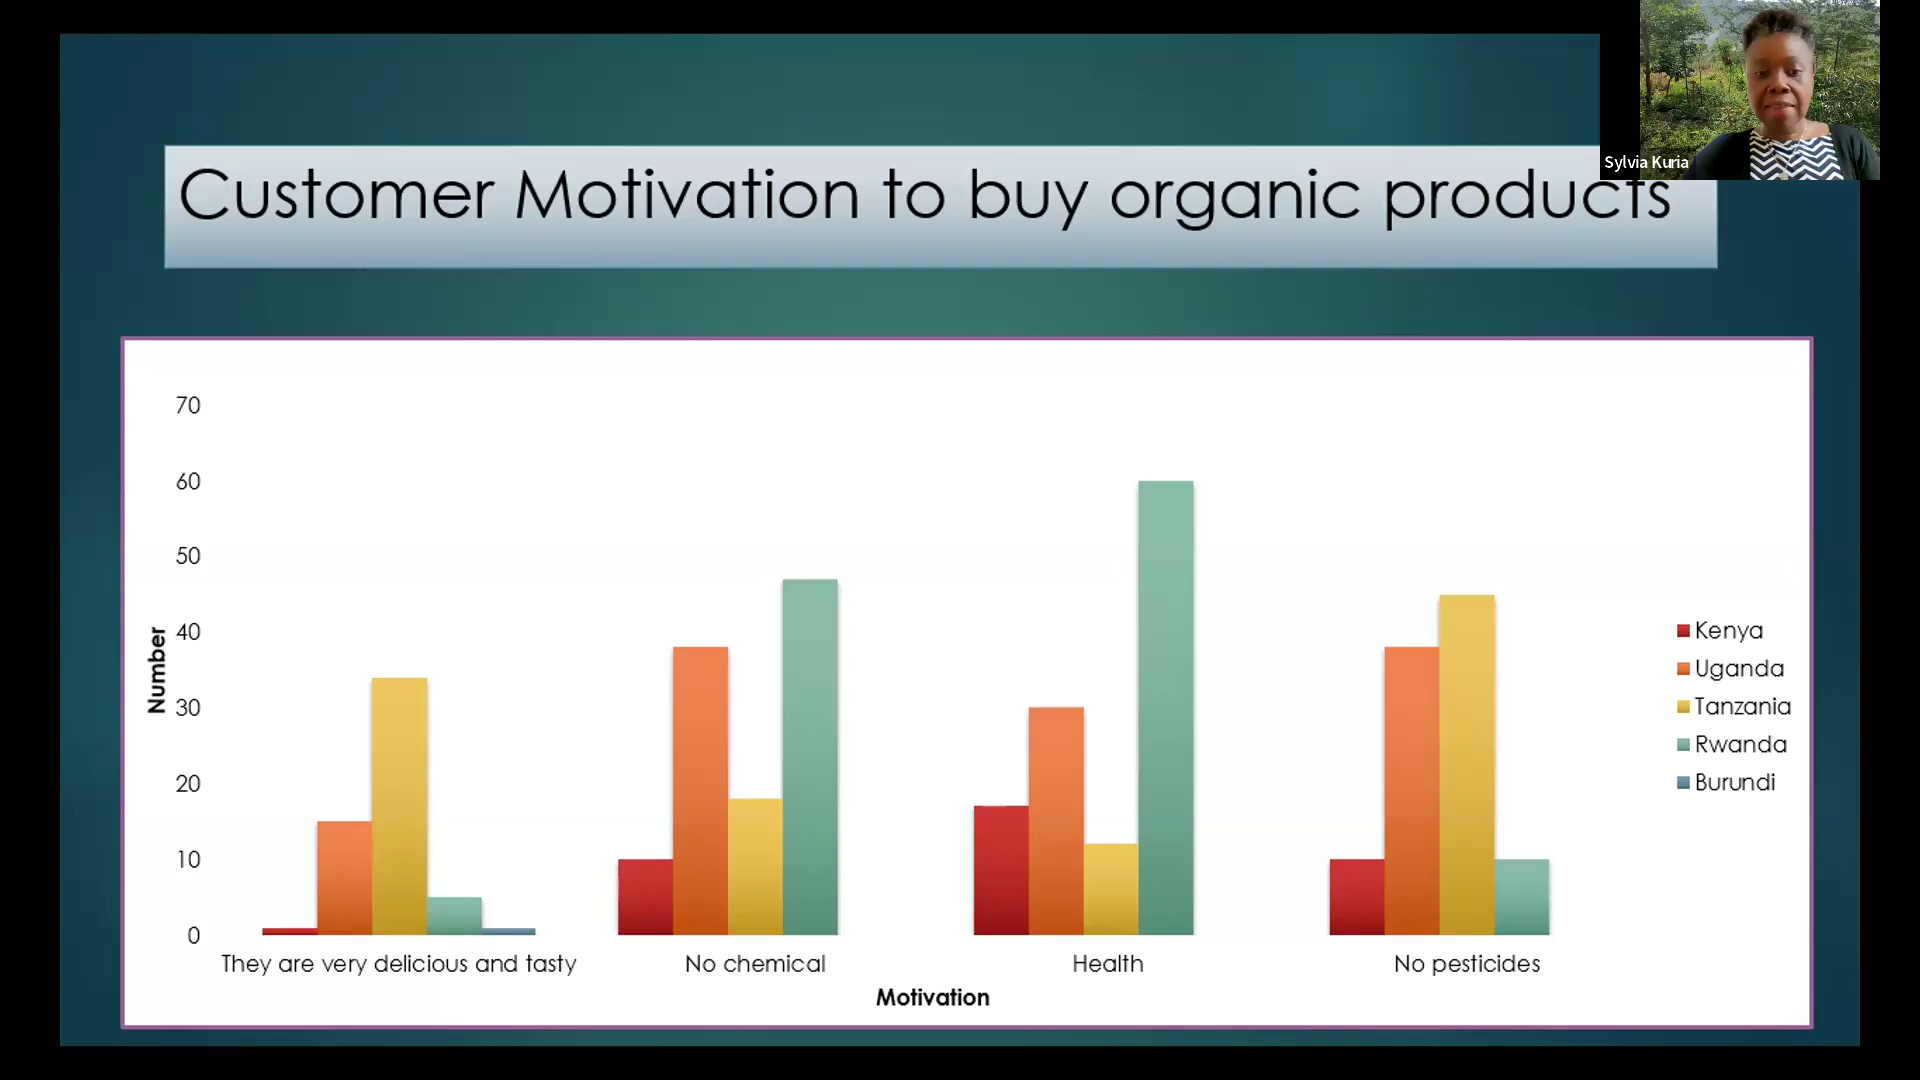 Sylvia Kuria
Customer Motivation to buy organic products
70
60
50
40
30
20
10
0
Number
They are very delicious and tasty
No chemical
Health
No pesticides
Motivation
Kenya
Uganda
Tanzania
Rwanda
Burundi